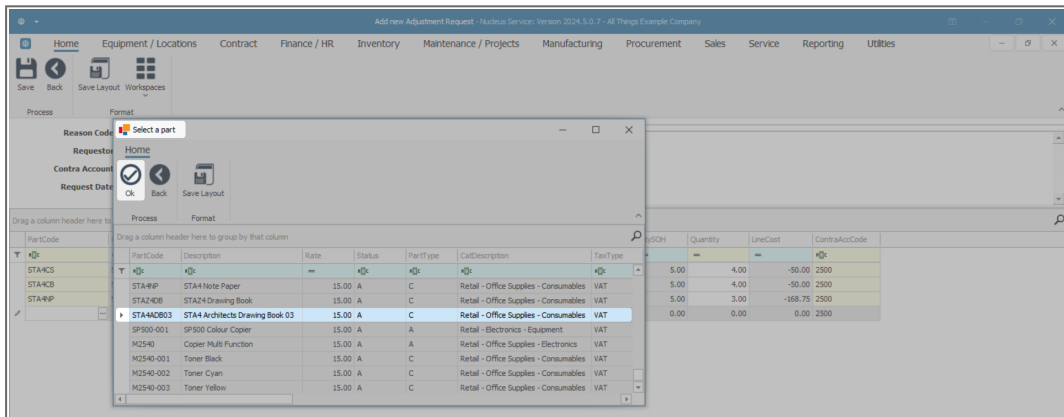 Add new Adjustment Request - Nucleus Service: Version 2024.5.0.7 - All Things Example Company
Home Equipment / Locations Contract Finance / HR Inventory Maintenance / Projects Manufacturing Procurement Sales Service Reporting Utilities
Save Back Save Layout Workspaces
Process Format
Reason Code
Requestor
Contra Account
Request Date
Select a part
Home
Ok Back Save Layout
Process Format
Drag a column header here to
Drag a column header here to group by that column
PartCode
PartCode Description Rate Status PartType CatDescription TaxType
ySOH Quantity LineCost ContraAccCode
STA4CS 5.00 4.00 -50.00 2500
STA4CB 5.00 4.00 -50.00 2500
STA4NP 5.00 3.00 -168.75 2500
0.00 0.00 0.00 2500
STA4NP STA4 Note Paper 15.00 A C Retail - Office Supplies - Consumables VAT
STAZ4DB STAZ4 Drawing Book 15.00 A C Retail - Office Supplies - Consumables VAT
STA4ADB03 STA4 Architects Drawing Book 03 15.00 A C Retail - Office Supplies - Consumables VAT
SP500-001 SP500 Colour Copier 15.00 A A Retail - Electronics - Equipment VAT
M2540 Copier Multi Function 15.00 A A Retail - Office Supplies - Electronics VAT
M2540-001 Toner Black 15.00 A C Retail - Office Supplies - Consumables VAT
M2540-002 Toner Cyan 15.00 A C Retail - Office Supplies - Consumables VAT
M2540-003 Toner Yellow 15.00 A C Retail - Office Supplies - Consumables VAT